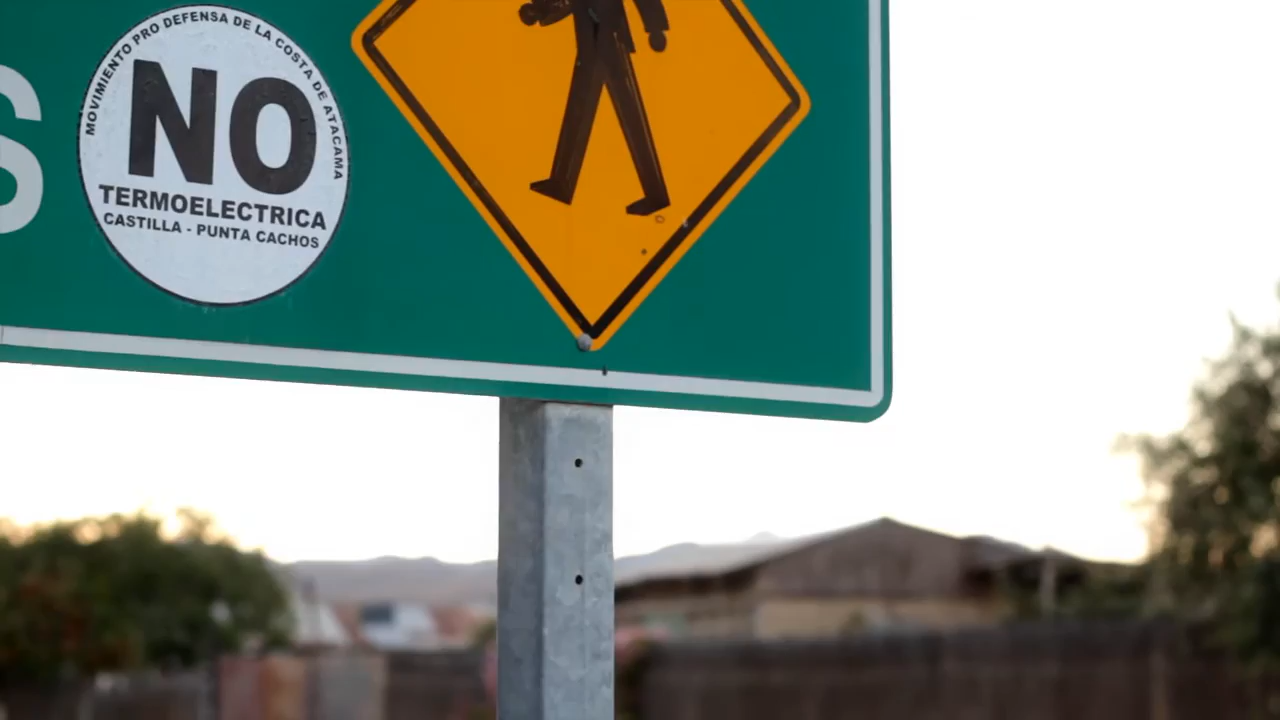 S
MOVIMIENTO PRO DEFENSA DE LA COSTA DE ATACAMA
NO
TERMOELECTRICA
CASTILLA - PUNTA CACHOS